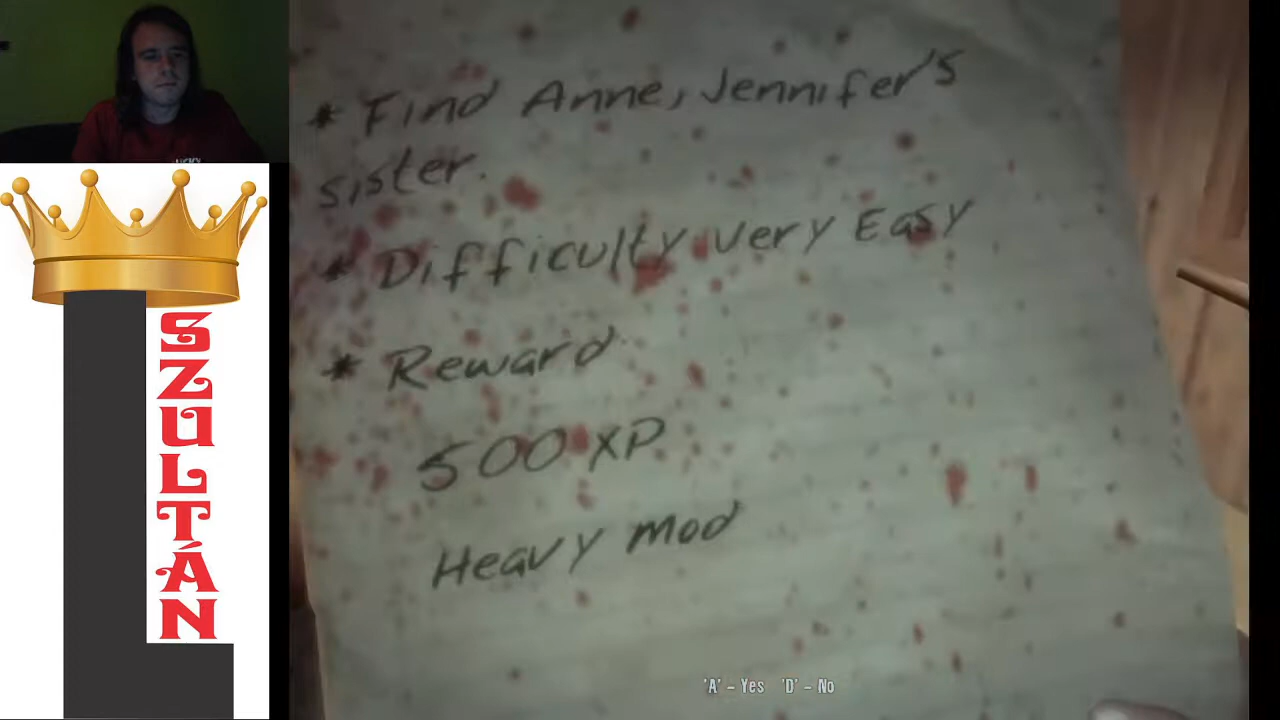 * Find Anne, Jennifer's
sister.
* Difficulty very Easy
* Reward
500 XP
Heavy mod
'A' - Yes 'D' - No
L
SZULTÁN